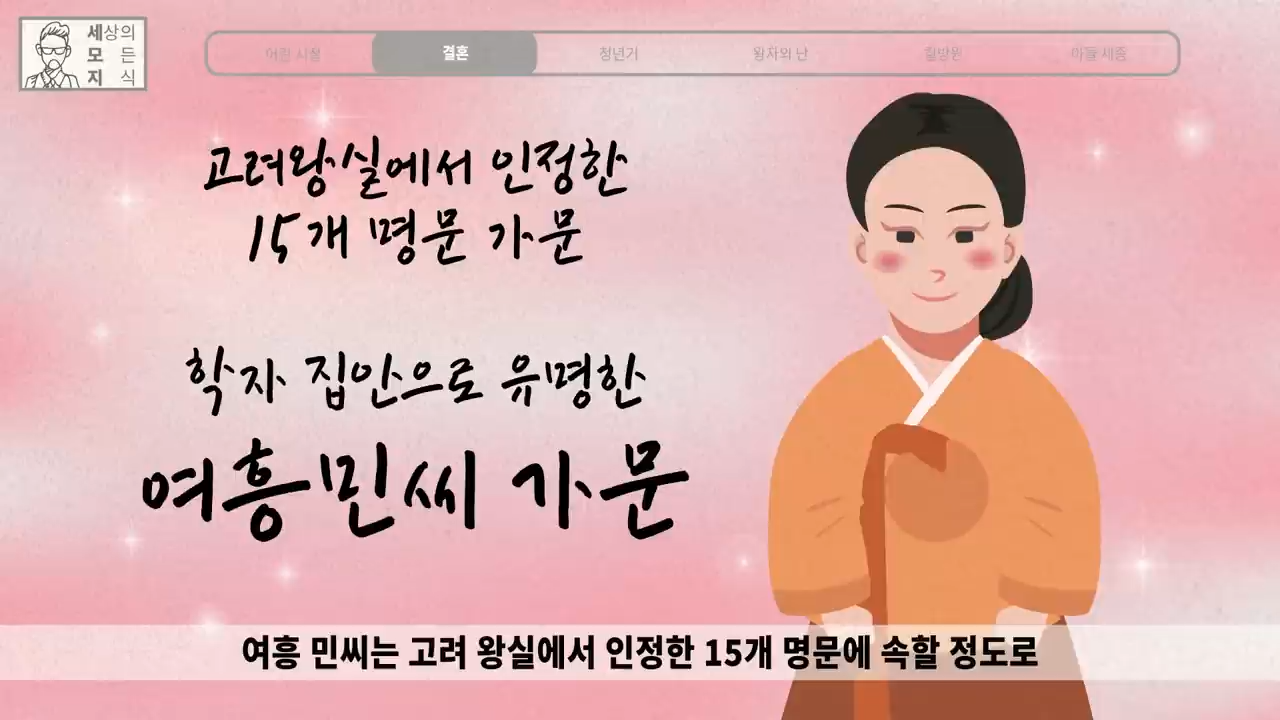 세상의
모든
지식
어린 시절
결혼
청년기
왕자의 난
킬방원
아들 세종
고려왕실에서 인정한
15개 명문 가문
학자 집안으로 유명한
여흥민씨 가문
여흥 민씨는 고려 왕실에서 인정한 15개 명문에 속할 정도로